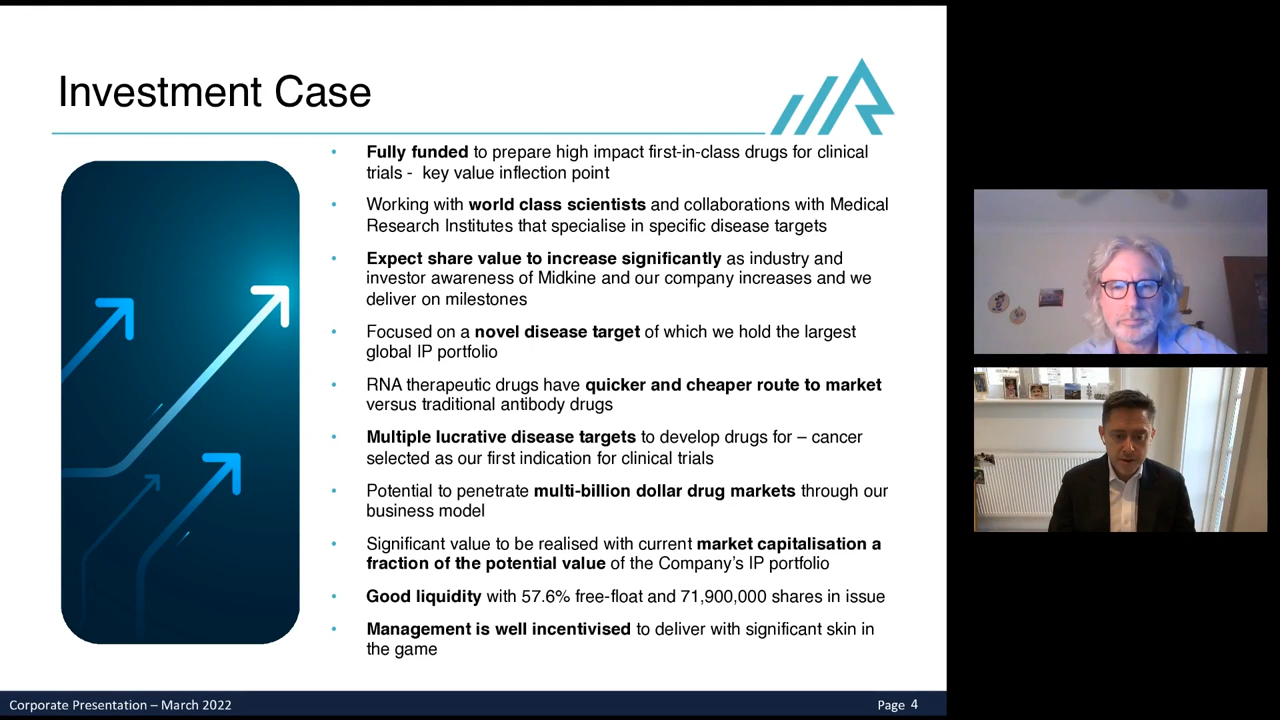 Investment Case
• Fully funded to prepare high impact first-in-class drugs for clinical
trials - key value inflection point
• Working with world class scientists and collaborations with Medical
Research Institutes that specialise in specific disease targets
• Expect share value to increase significantly as industry and
investor awareness of Midkine and our company increases and we
deliver on milestones
• Focused on a novel disease target of which we hold the largest
global IP portfolio
• RNA therapeutic drugs have quicker and cheaper route to market
versus traditional antibody drugs
• Multiple lucrative disease targets to develop drugs for – cancer
selected as our first indication for clinical trials
• Potential to penetrate multi-billion dollar drug markets through our
business model
• Significant value to be realised with current market capitalisation a
fraction of the potential value of the Company's IP portfolio
• Good liquidity with 57.6% free-float and 71,900,000 shares in issue
• Management is well incentivised to deliver with significant skin in
the game
Corporate Presentation – March 2022
Page 4